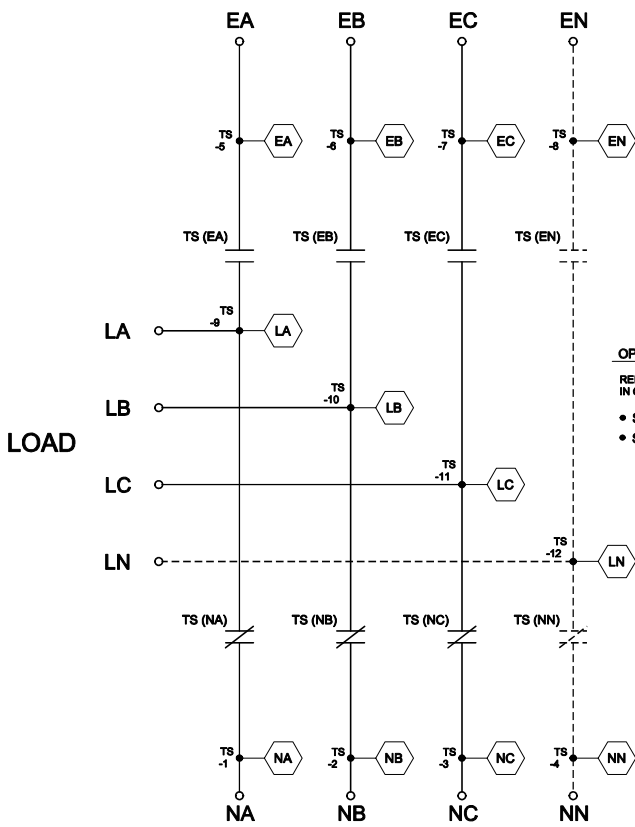 EA EB EC EN
TS TS TS TS
-5 EA -6 EB -7 EC -8 EN
TS (EA) TS (EB) TS (EC) TS (EN)
TS
LA -9 LA
OP
TS
LB -10 LB
LOAD
TS
LC -11 LC
TS
LN -12 LN
TS (NA) TS (NB) TS (NC) TS (NN)
TS TS TS TS
-1 NA -2 NB -3 NC -4 NN
NA NB NC NN